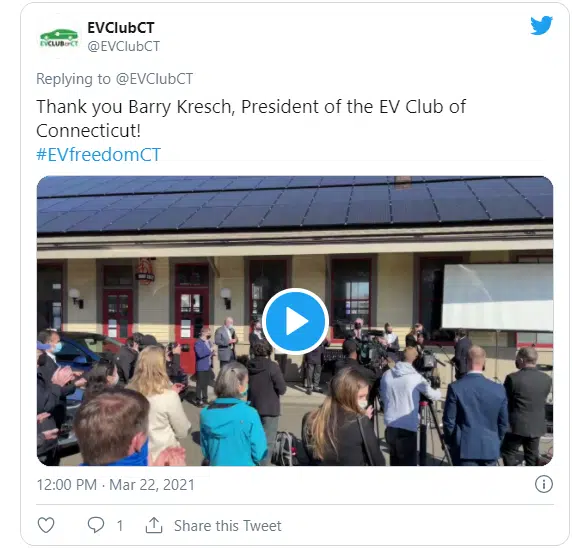 EVClubCT
@EVClubCT
EVCLUBofCT
Replying to @EVClubCT
Thank you Barry Kresch, President of the EV Club of
Connecticut!
#EVfreedomCT
12:00 PM · Mar 22, 2021
1
Share this Tweet